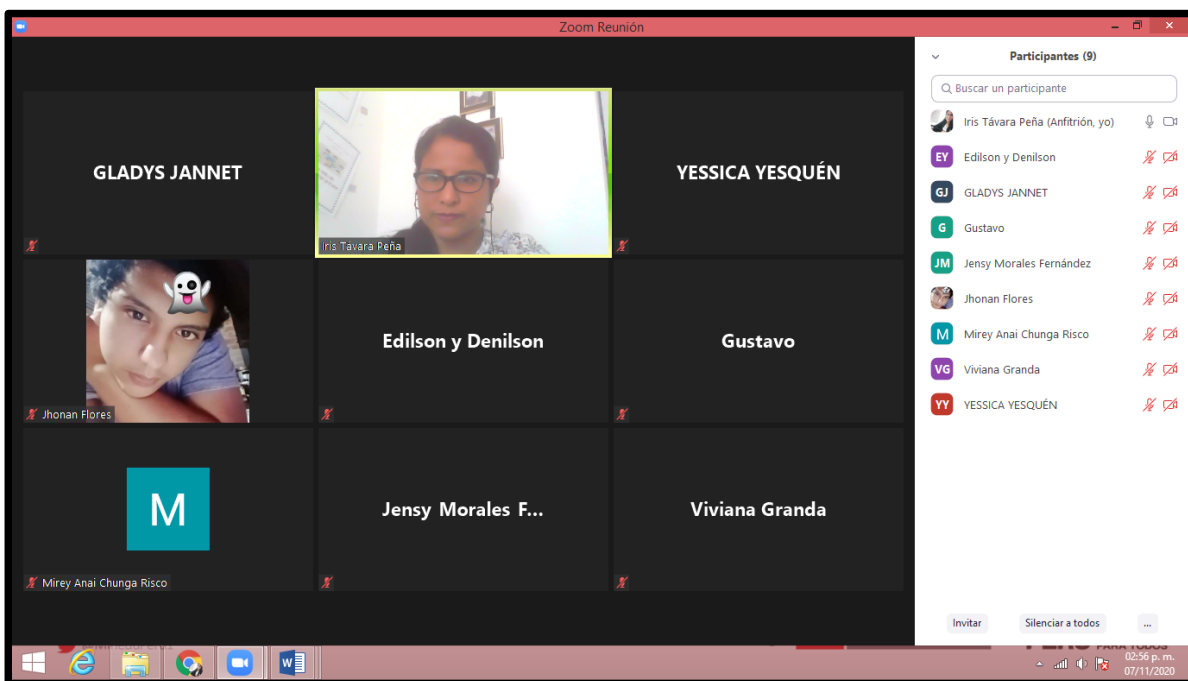 Zoom Reunión
GLADYS JANNET
Iris Távara Peña
YESSICA YESQUÉN
Jhonan Flores
Edilson y Denilson
Gustavo
M
Mirey Anai Chunga Risco
Jensy Morales F...
Viviana Granda
Participantes (9)
Buscar un participante
Iris Távara Peña (Anfitrión, yo)
EY Edilson y Denilson
GJ GLADYS JANNET
G Gustavo
JM Jensy Morales Fernández
Jhonan Flores
M Mirey Anai Chunga Risco
VG Viviana Granda
YY YESSICA YESQUÉN
Invitar Silenciar a todos ...
PARA TODOS
02:56 p. m.
07/11/2020